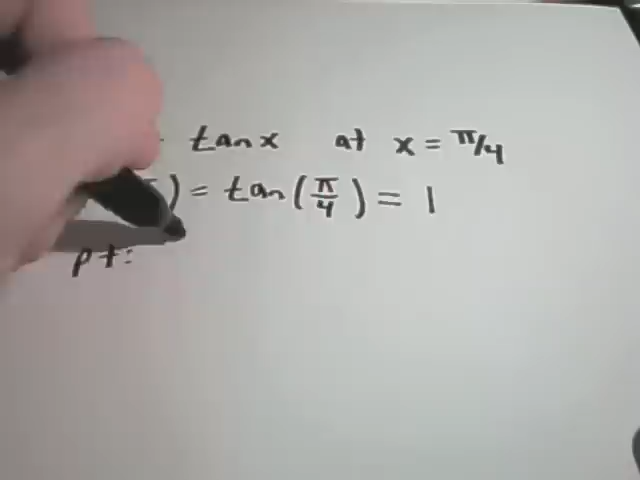 tan x at x = π/4
) = tan(π/4) = 1
pt: